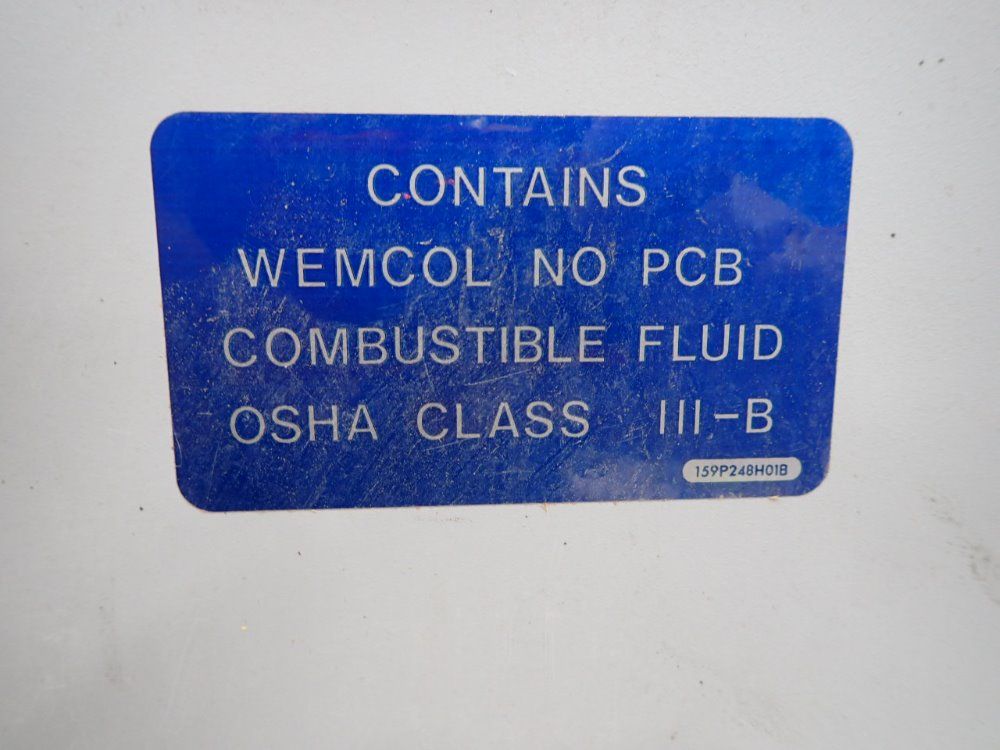 CONTAINS
WEMCOL NO PCB
COMBUSTIBLE FLUID
OSHA CLASS III-B
159P248H01B